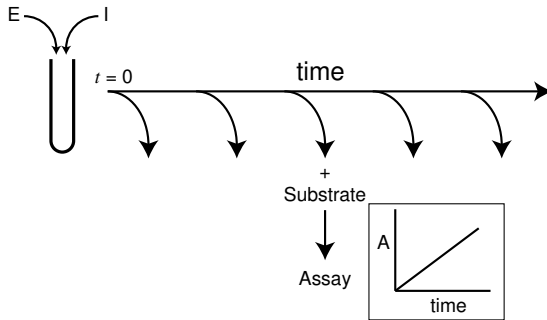 E
I
t = 0
time
+
Substrate
Assay
A
time